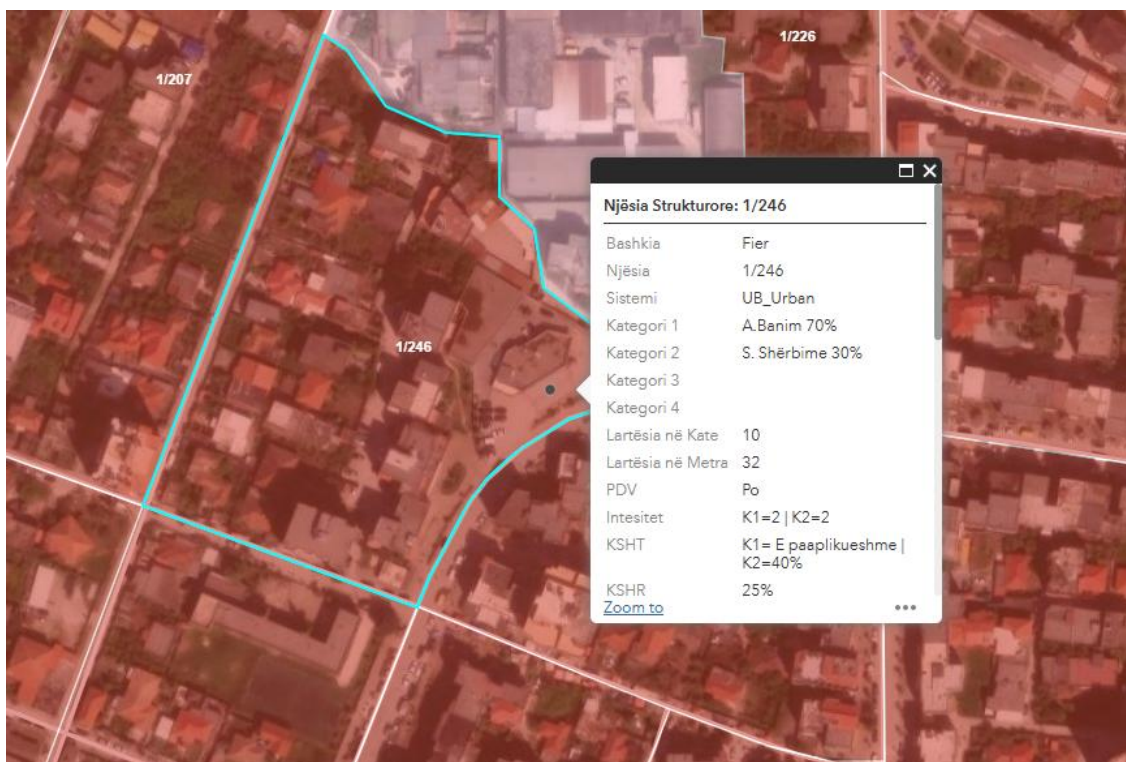 1/207
1/226
1/246
Njësia Strukturore: 1/246
Bashkia Fier
Njësia 1/246
Sistemi UB_Urban
Kategori 1 A.Banim 70%
Kategori 2 S. Shërbime 30%
Kategori 3
Kategori 4
Lartësia në Kate 10
Lartësia në Metra 32
PDV Po
Intesitet K1=2 | K2=2
KSHT K1= E paaplikueshme |
K2=40%
KSHR 25%
Zoom to